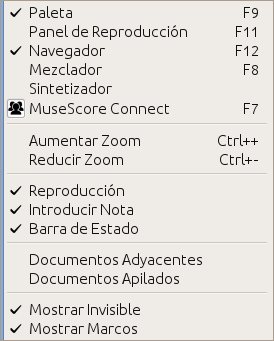 Paleta F9
Panel de Reproducción F11
Navegador F12
Mezclador F8
Sintetizador
MuseScore Connect F7
Aumentar Zoom Ctrl++
Reducir Zoom Ctrl+-
Reproducción
Introducir Nota
Barra de Estado
Documentos Adyacentes
Documentos Apilados
Mostrar Invisible
Mostrar Marcos